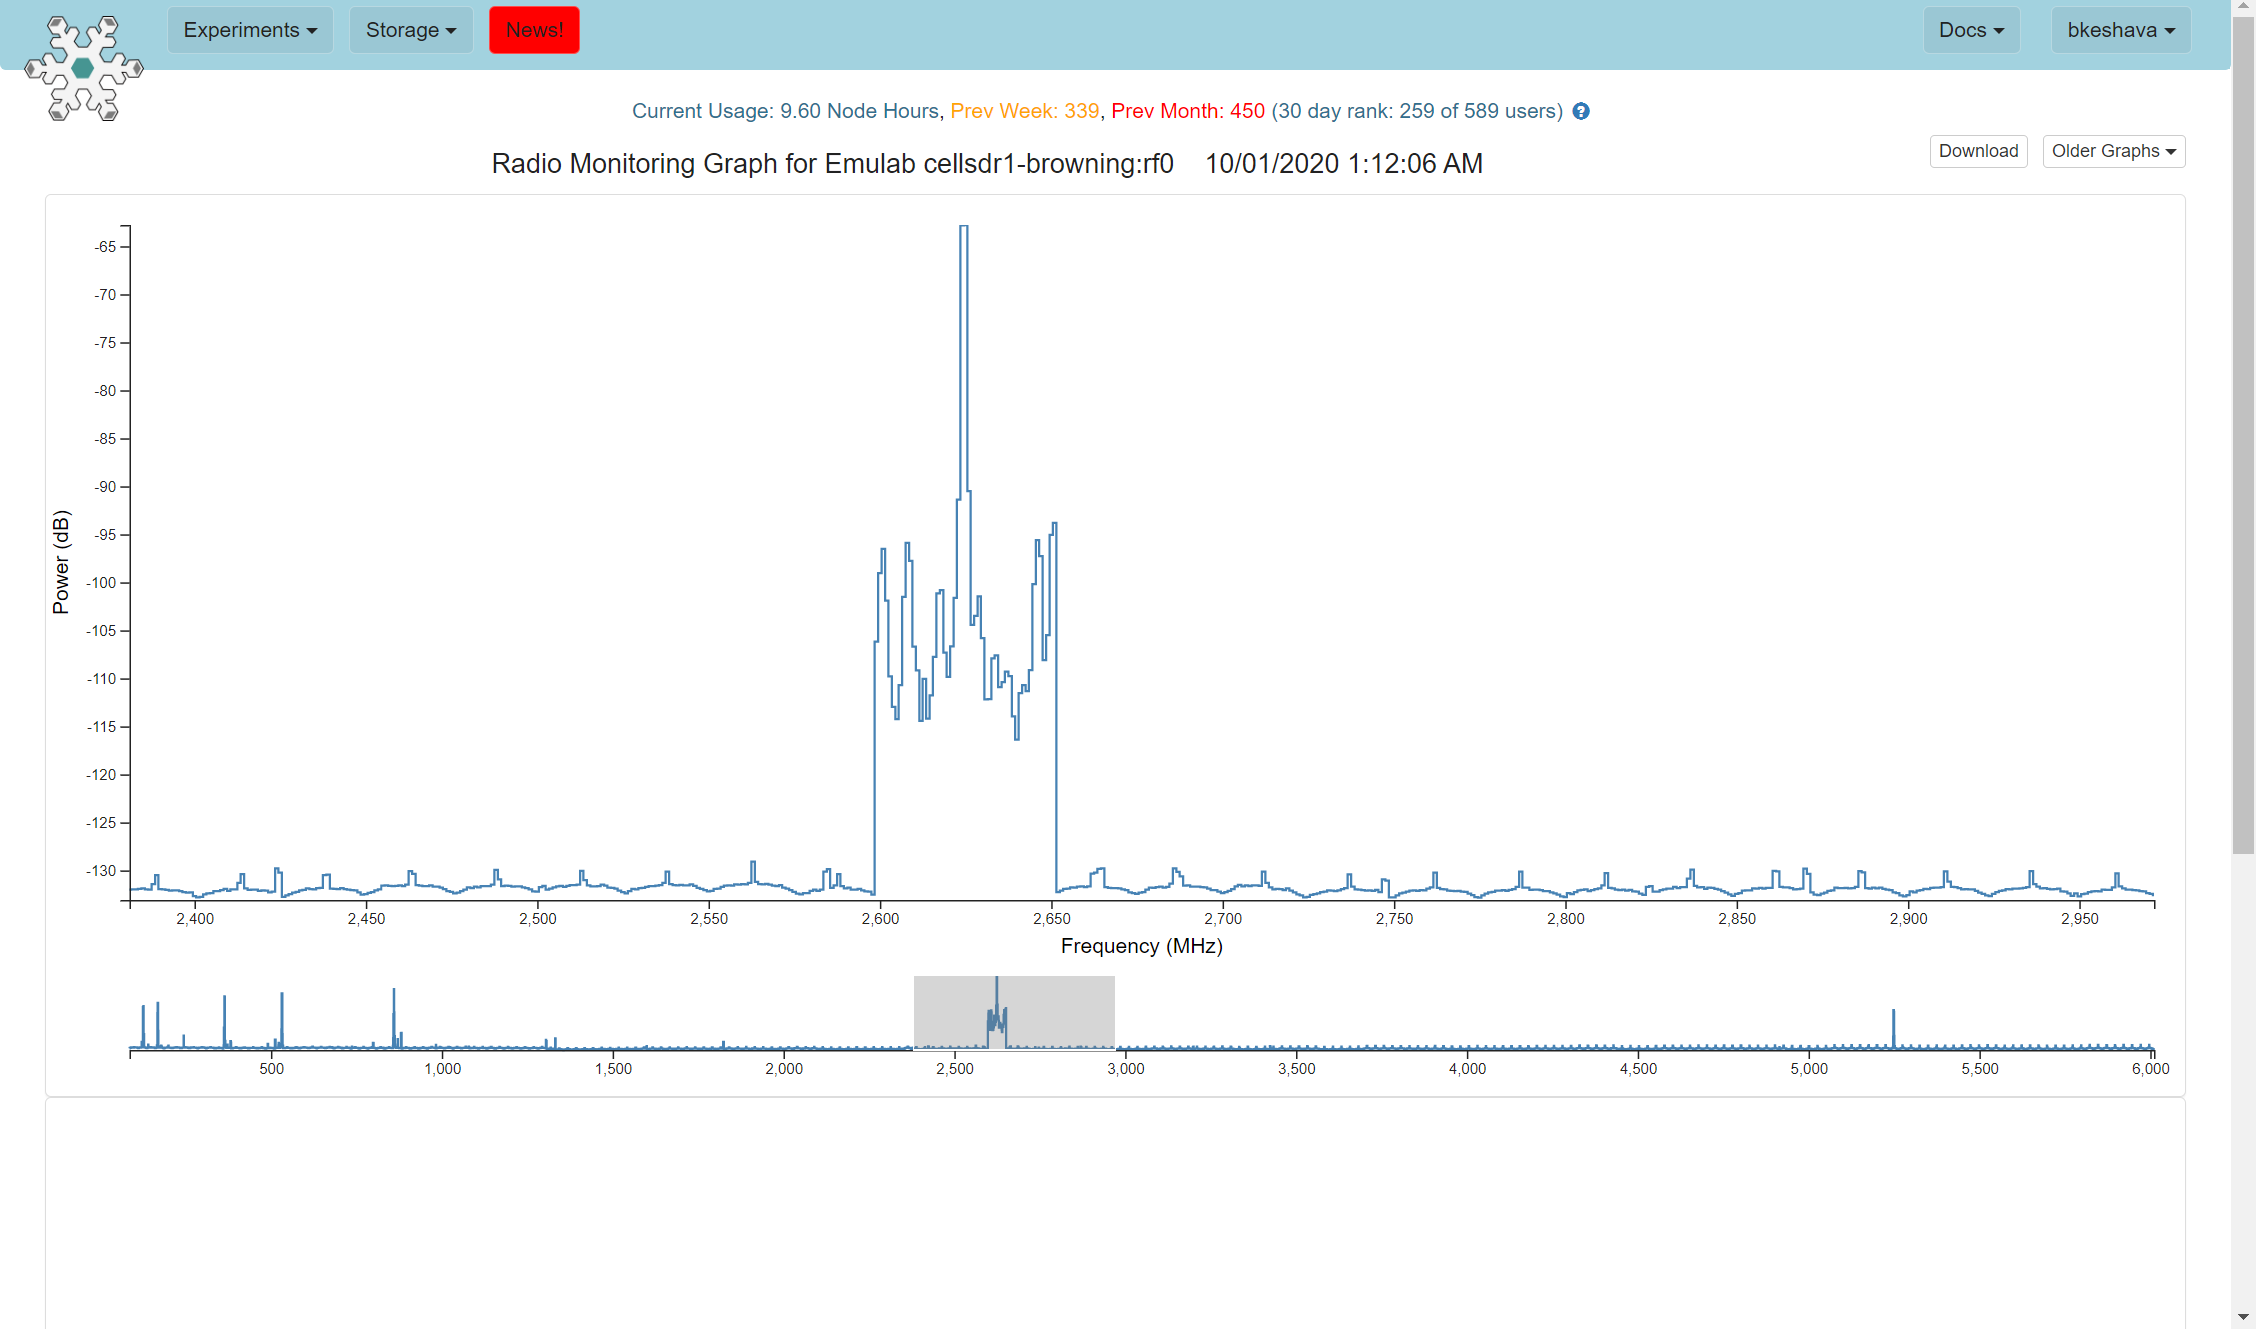 Experiments Storage News! Docs bkeshava
Current Usage: 9.60 Node Hours, Prev Week: 339, Prev Month: 450 (30 day rank: 259 of 589 users) ?
Radio Monitoring Graph for Emulab cellsdr1-browning:rf0 10/01/2020 1:12:06 AM
Download Older Graphs
-65
-70
-75
-80
-85
-90
-95
-100
-105
-110
-115
-120
-125
-130
Power (dB)
2,400 2,450 2,500 2,550 2,600 2,650 2,700 2,750 2,800 2,850 2,900 2,950
Frequency (MHz)
500 1,000 1,500 2,000 2,500 3,000 3,500 4,000 4,500 5,000 5,500 6,000